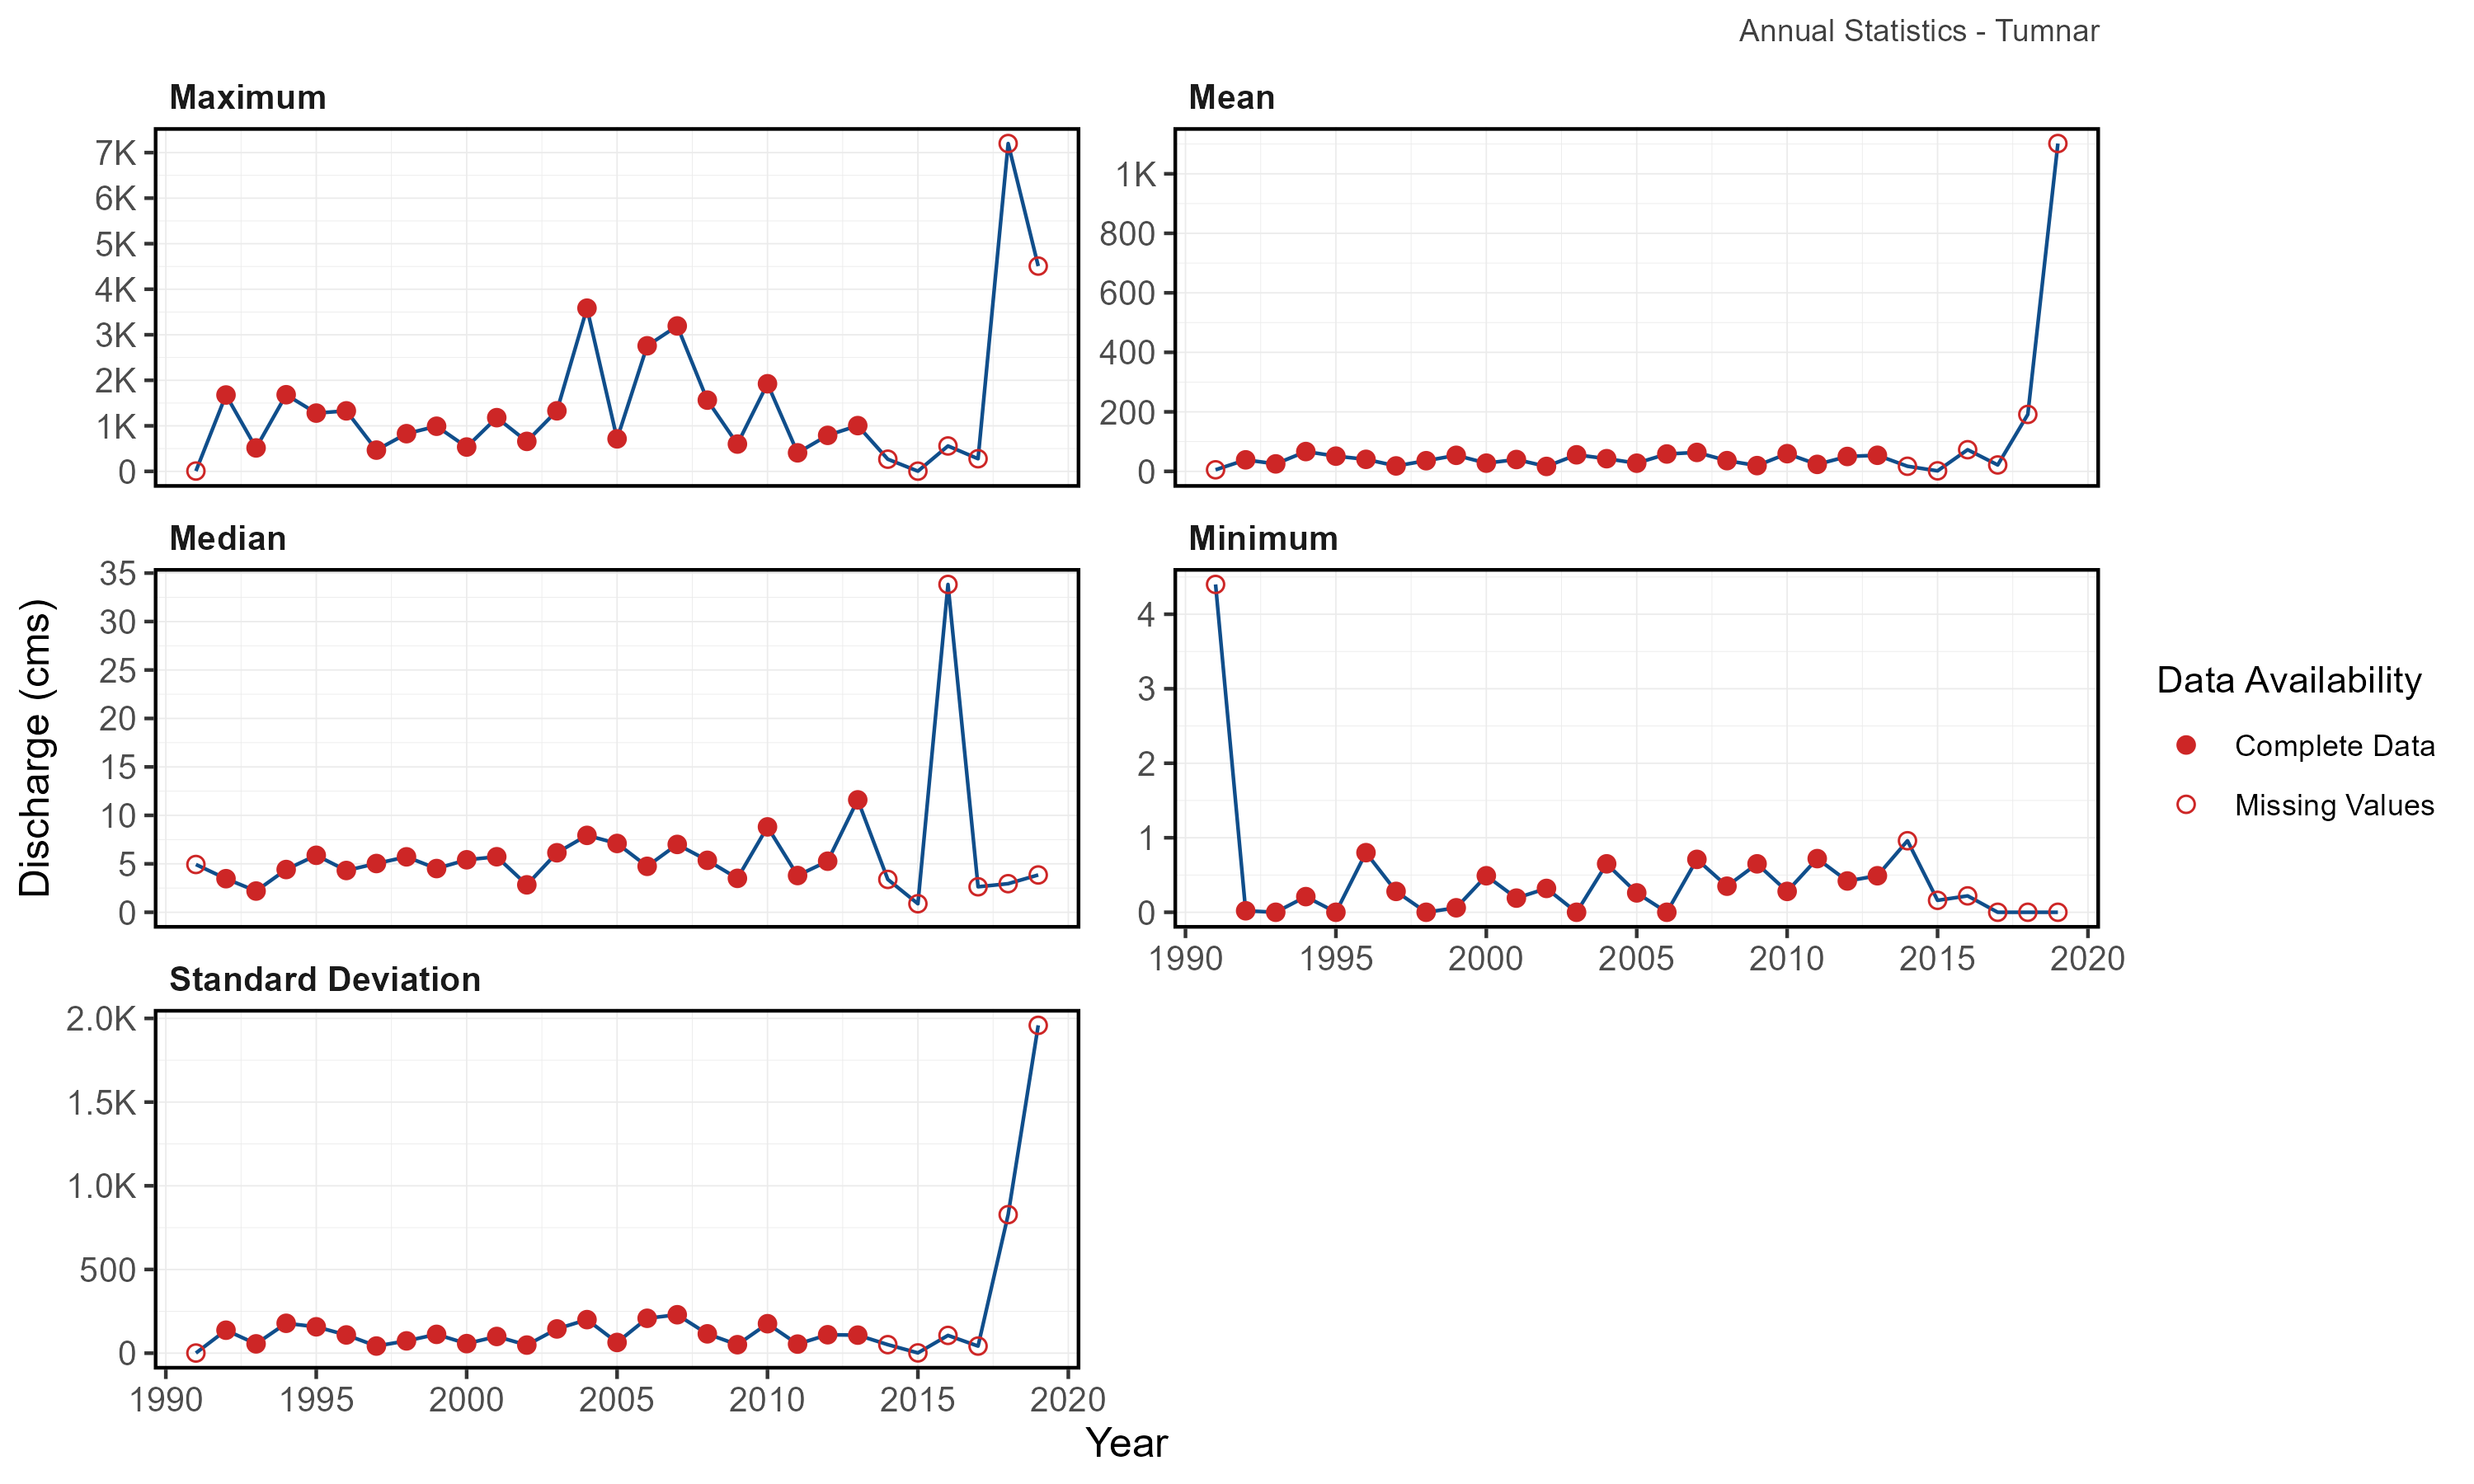 Annual Statistics - Tumnar
Maximum
7K
6K
5K
4K
3K
2K
1K
0
Mean
1K
800
600
400
200
0
Median
35
30
25
20
15
10
5
0
Minimum
4
3
2
1
0
1990 1995 2000 2005 2010 2015 2020
Standard Deviation
2.0K
1.5K
1.0K
500
0
1990 1995 2000 2005 2010 2015 2020
Discharge (cms)
Year
Data Availability
Complete Data
Missing Values